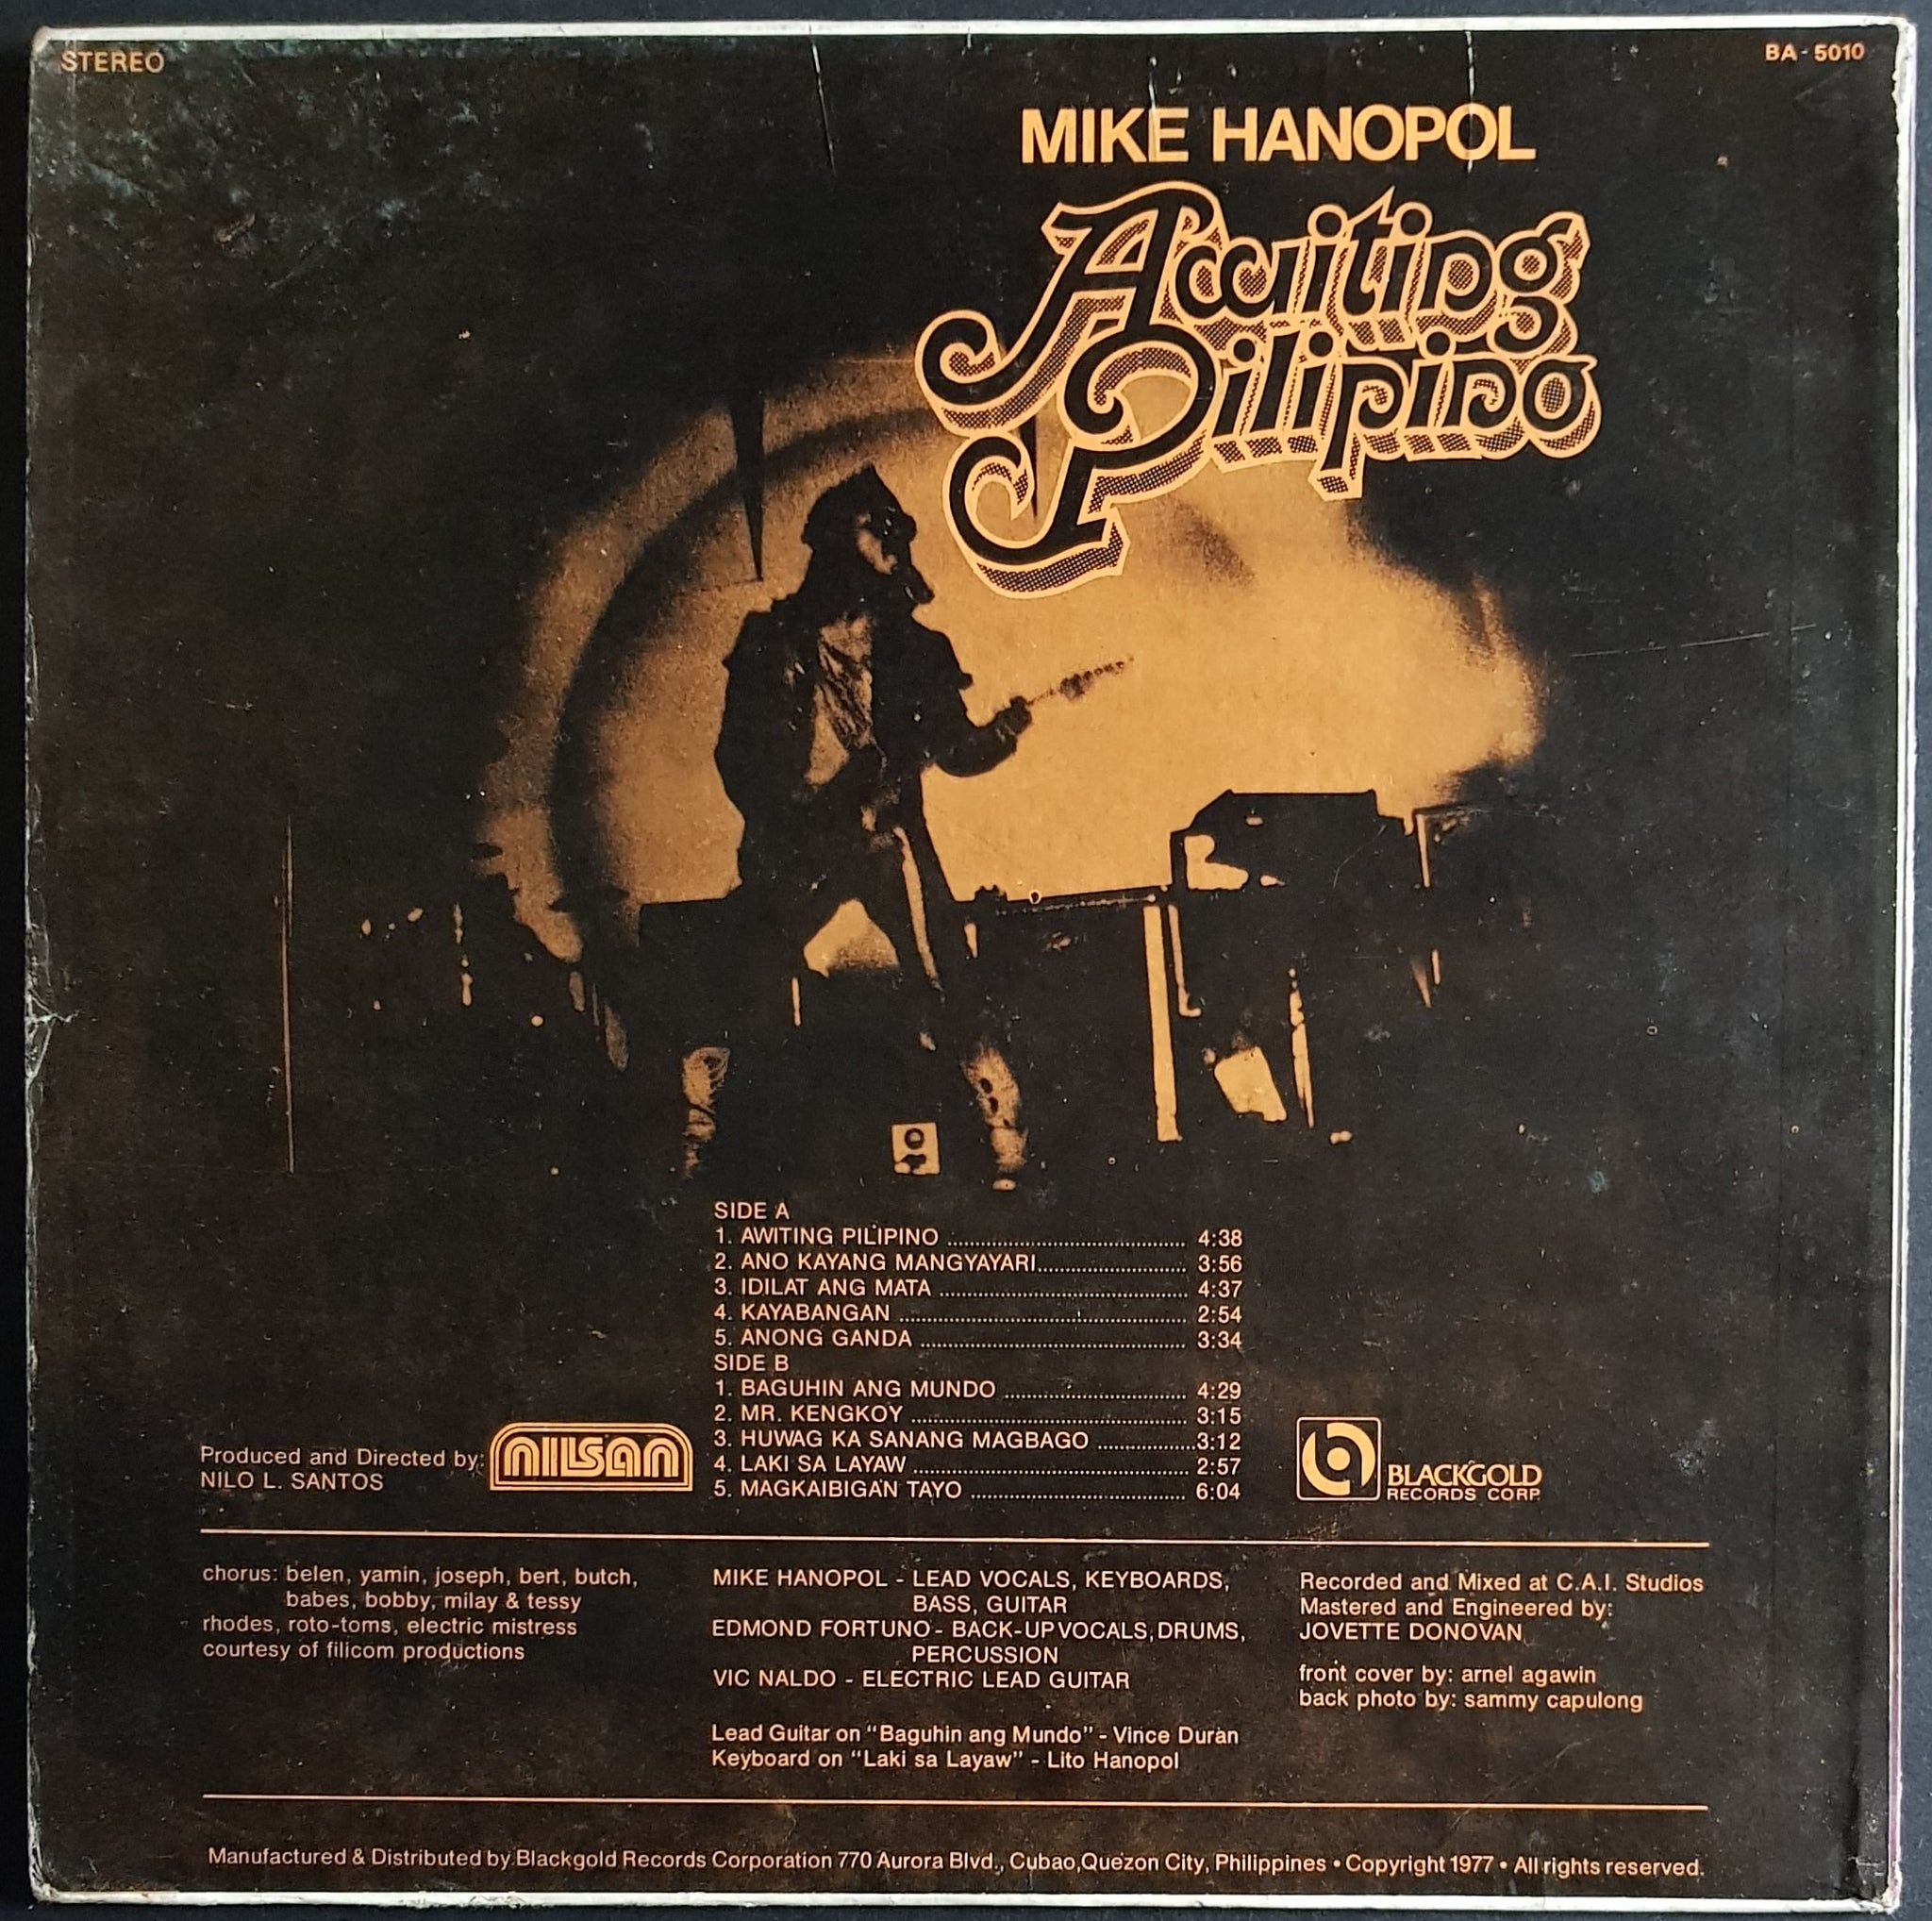 STEREO
BA - 5010
MIKE HANOPOL
Awiting
Pilipino
SIDE A
1. AWITING PILIPINO ........ 4:38
2. ANO KAYANG MANGYAYARI........ 3:56
3. IDILAT ANG MATA ........ 4:37
4. KAYABANGAN ........ 2:54
5. ANONG GANDA ........ 3:34
SIDE B
1. BAGUHIN ANG MUNDO ........ 4:29
2. MR. KENGKOY ........ 3:15
3. HUWAG KA SANANG MAGBAGO ........3:12
4. LAKI SA LAYAW ........ 2:57
5. MAGKAIBIGAN TAYO ........ 6:04
Produced and Directed by:
NILO L. SANTOS
NILSAN
BLACKGOLD
RECORDS CORP.
chorus: belen, yamin, joseph, bert, butch,
babes, bobby, milay & tessy
rhodes, roto-toms, electric mistress
courtesy of filicom productions
MIKE HANOPOL - LEAD VOCALS, KEYBOARDS,
BASS, GUITAR
EDMOND FORTUNO - BACK-UP VOCALS, DRUMS,
PERCUSSION
VIC NALDO - ELECTRIC LEAD GUITAR
Lead Guitar on "Baguhin ang Mundo" - Vince Duran
Keyboard on "Laki sa Layaw" - Lito Hanopol
Recorded and Mixed at C.A.I. Studios
Mastered and Engineered by:
JOVETTE DONOVAN
front cover by: arnel agawin
back photo by: sammy capulong
Manufactured & Distributed by Blackgold Records Corporation 770 Aurora Blvd., Cubao, Quezon City, Philippines • Copyright 1977 • All rights reserved.